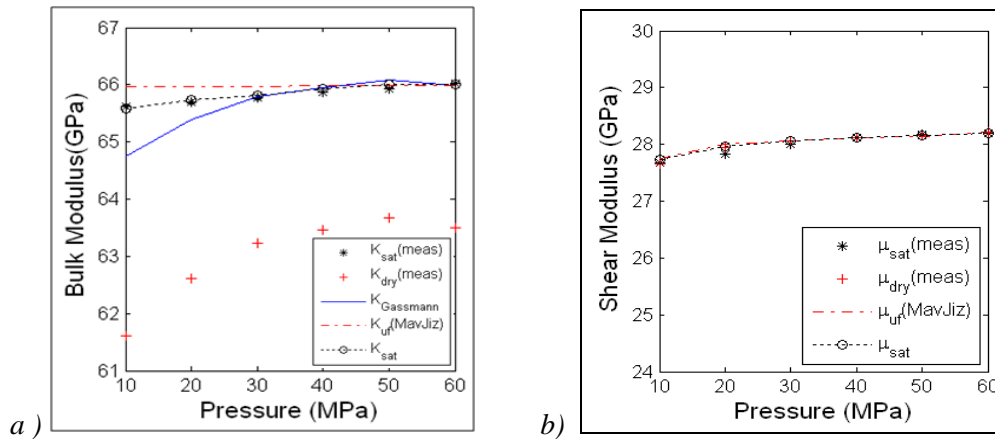 67
66
65
64
63
62
61
Bulk Modulus(GPa)
K_sat(meas)
K_dry(meas)
K_Gassmann
K_uf(MavJiz)
K_sat
10 20 30 40 50 60
Pressure (MPa)
a )
30
29
28
27
26
25
24
Shear Modulus (GPa)
μ_sat(meas)
μ_dry(meas)
μ_uf(MavJiz)
μ_sat
10 20 30 40 50 60
Pressure (MPa)
b)